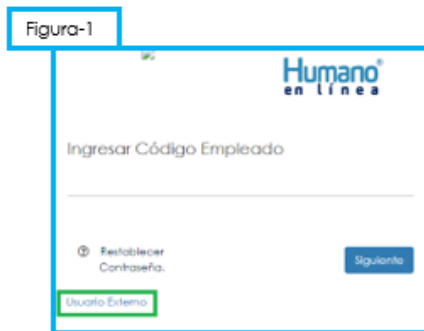 Figura-1
Humano
en línea
Ingresar Código Empleado
Restablecer
Contraseña.
Siguiente
Usuario Externo